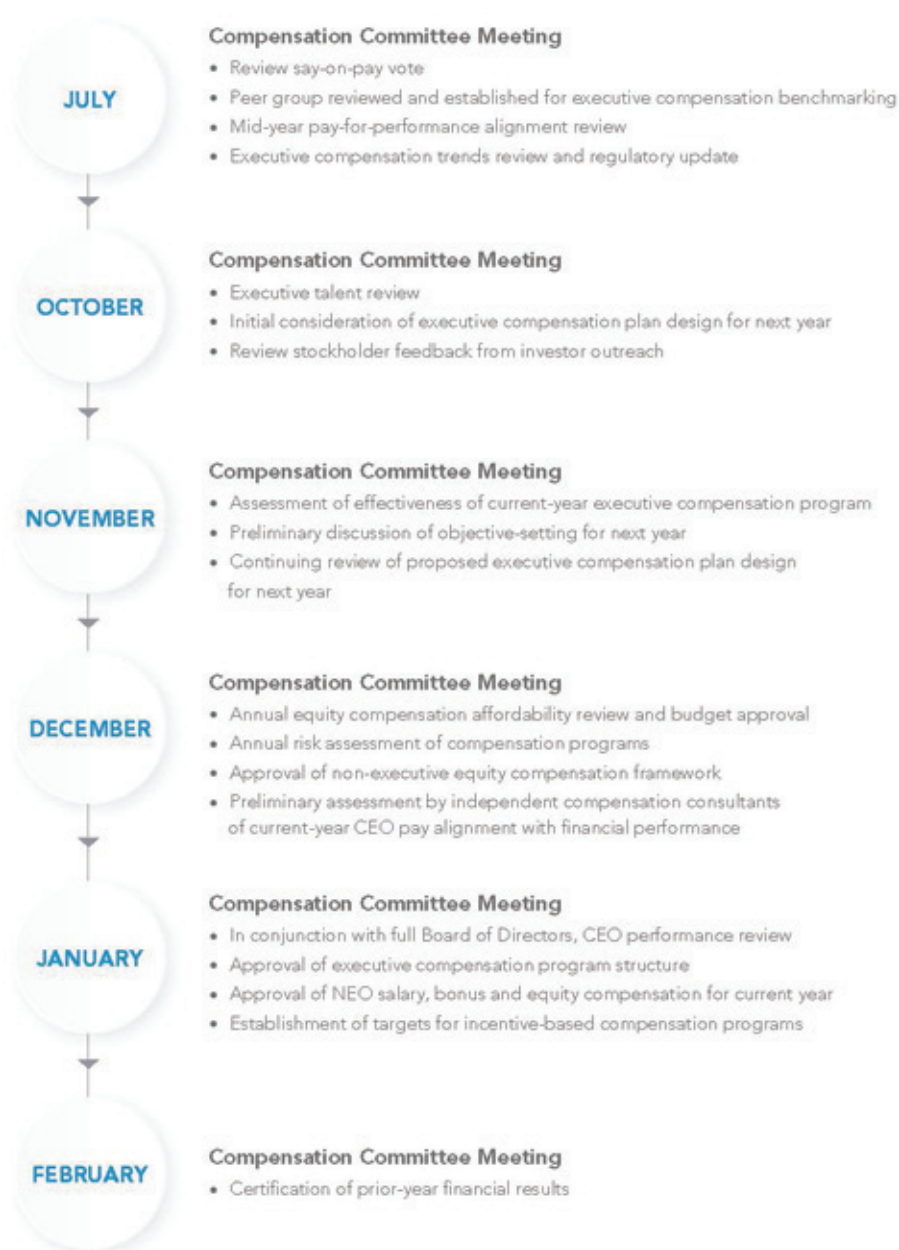 JULY
Compensation Committee Meeting
• Review say-on-pay vote
• Peer group reviewed and established for executive compensation benchmarking
• Mid-year pay-for-performance alignment review
• Executive compensation trends review and regulatory update
OCTOBER
Compensation Committee Meeting
• Executive talent review
• Initial consideration of executive compensation plan design for next year
• Review stockholder feedback from investor outreach
NOVEMBER
Compensation Committee Meeting
• Assessment of effectiveness of current-year executive compensation program
• Preliminary discussion of objective-setting for next year
• Continuing review of proposed executive compensation plan design
for next year
DECEMBER
Compensation Committee Meeting
• Annual equity compensation affordability review and budget approval
• Annual risk assessment of compensation programs
• Approval of non-executive equity compensation framework
• Preliminary assessment by independent compensation consultants
of current-year CEO pay alignment with financial performance
JANUARY
Compensation Committee Meeting
• In conjunction with full Board of Directors, CEO performance review
• Approval of executive compensation program structure
• Approval of NEO salary, bonus and equity compensation for current year
• Establishment of targets for incentive-based compensation programs
FEBRUARY
Compensation Committee Meeting
• Certification of prior-year financial results